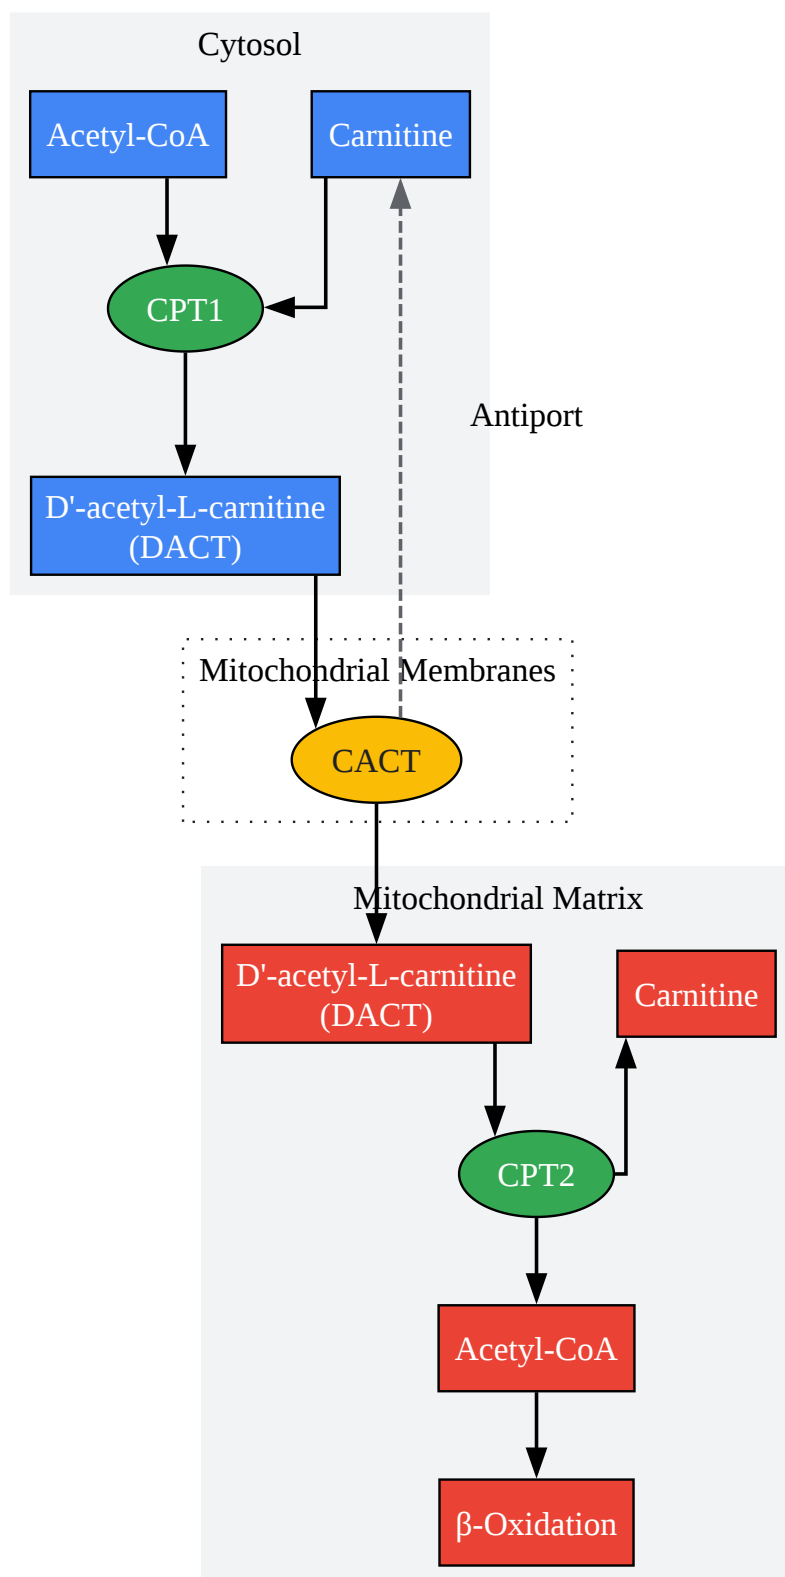 Cytosol
Acetyl-CoA
Carnitine
CPT1
Antiport
D'-acetyl-L-carnitine
(DACT)
Mitochondrial Membranes
CACT
Mitochondrial Matrix
D'-acetyl-L-carnitine
(DACT)
Carnitine
CPT2
Acetyl-CoA
β-Oxidation